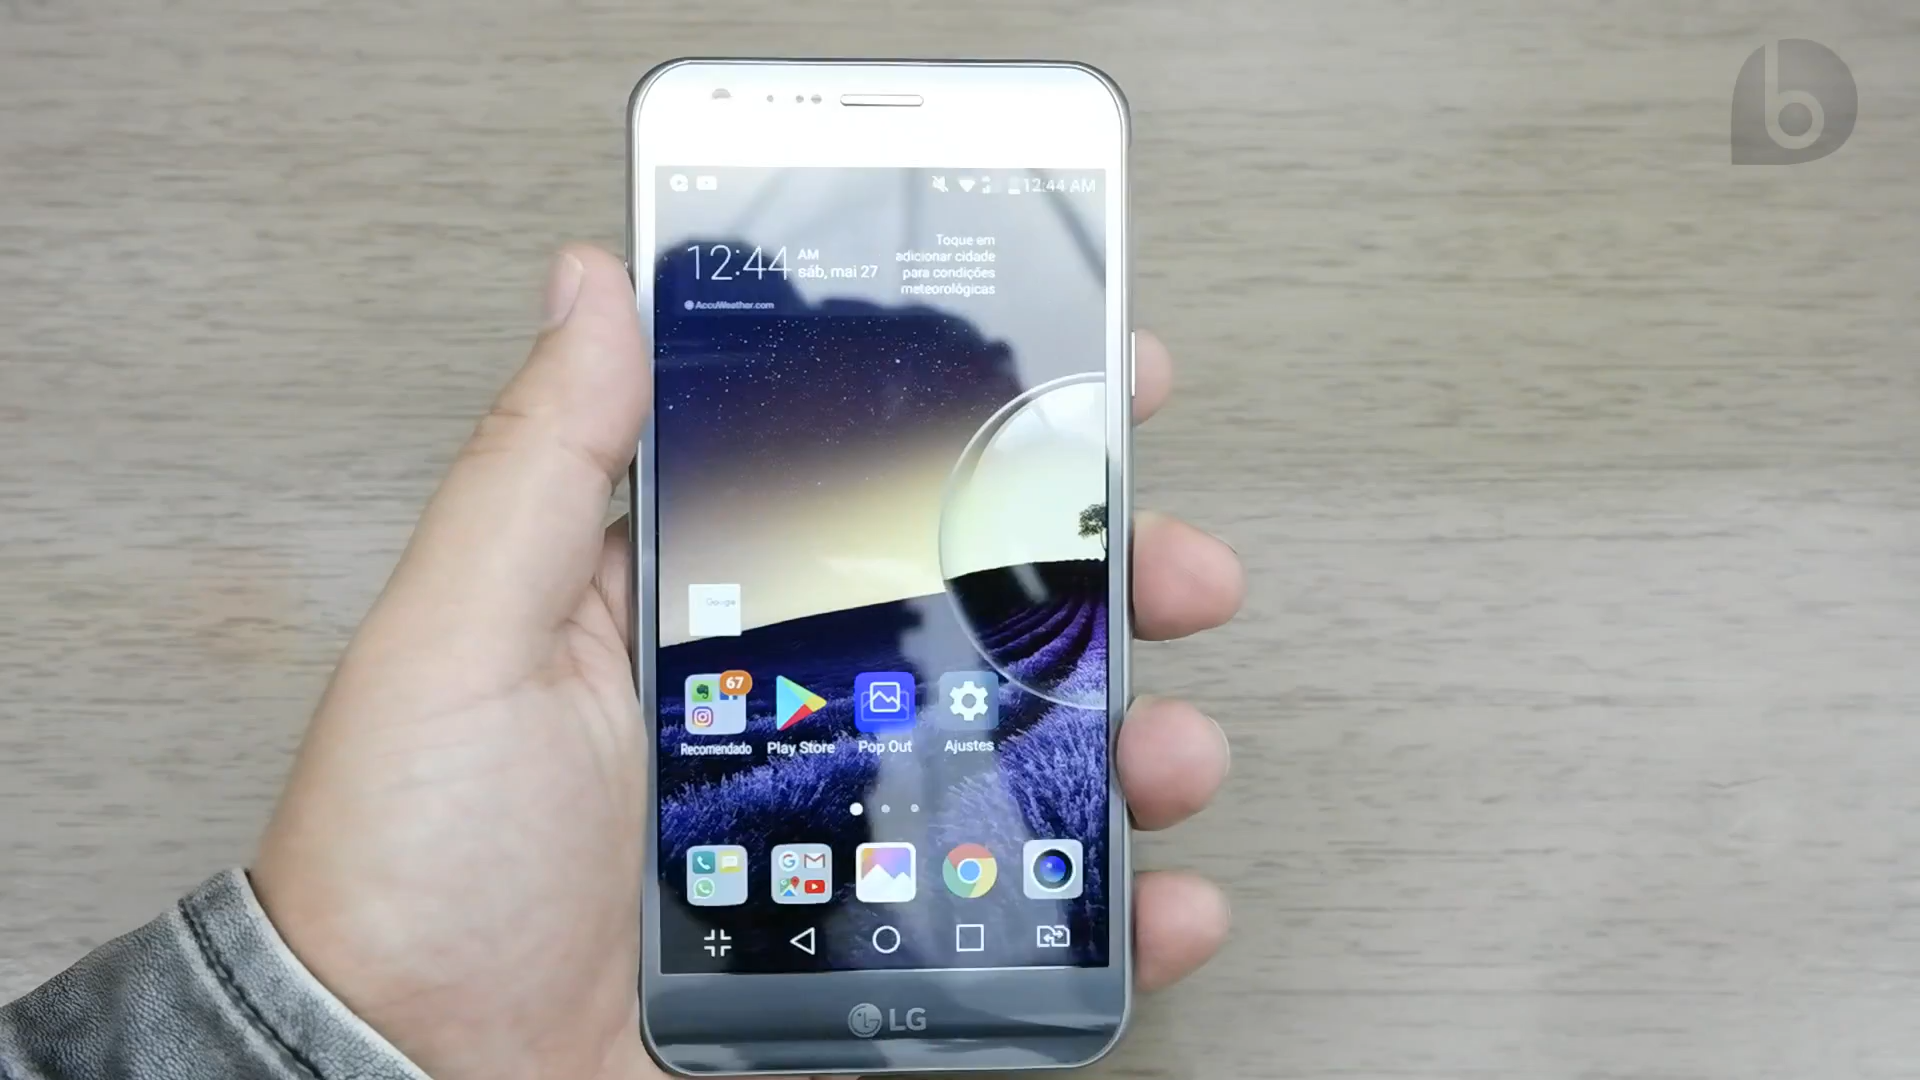 12:44 AM
12:44 AM
sáb, mai 27
AccuWeather.com
Toque em
adicionar cidade
para condições
meteorológicas
Google
67
Recomendado
Play Store
Pop Out
Ajustes
LG
b